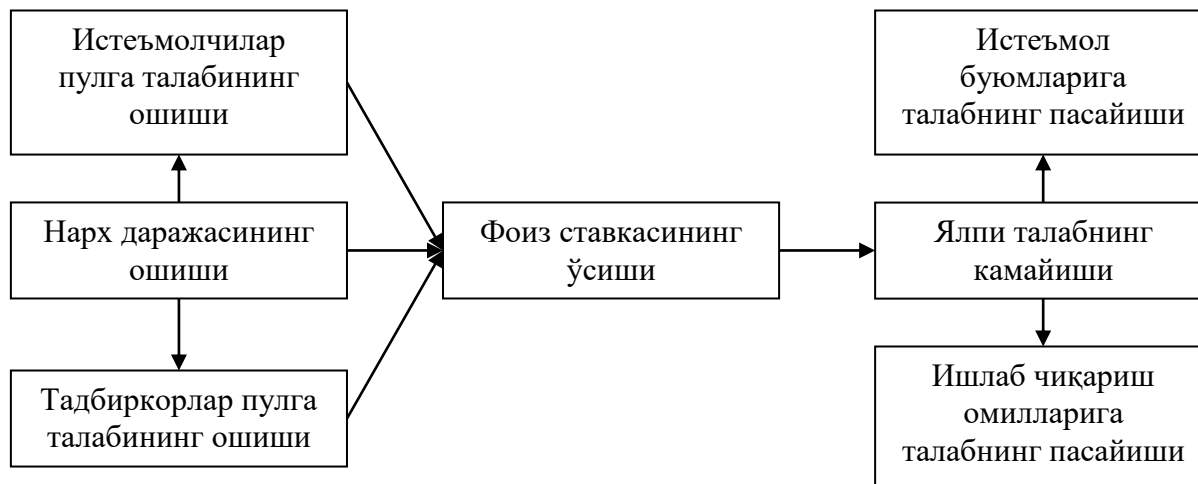 Истеъмолчилар
пулга талабининг
ошиши
Нарх даражасининг
ошиши
Тадбиркорлар пулга
талабининг ошиши
Фоиз ставкасининг
ўсиши
Истеъмол
буюмларига
талабнинг пасайиши
Ялпи талабнинг
камайиши
Ишлаб чиқариш
омилларига
талабнинг пасайиши